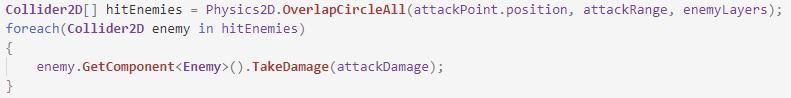 Collider2D[] hitEnemies = Physics2D.OverlapCircleAll(attackPoint.position, attackRange, enemyLayers);
foreach(Collider2D enemy in hitEnemies)
{
    enemy.GetComponent<Enemy>().TakeDamage(attackDamage);
}